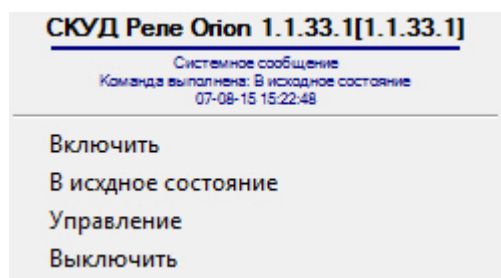 СКУД Реле Orion 1.1.33.1[1.1.33.1]
Системное сообщение
Команда выполнена: В исходное состояние
07-08-15 15:22:48
Включить
В исхдное состояние
Управление
Выключить